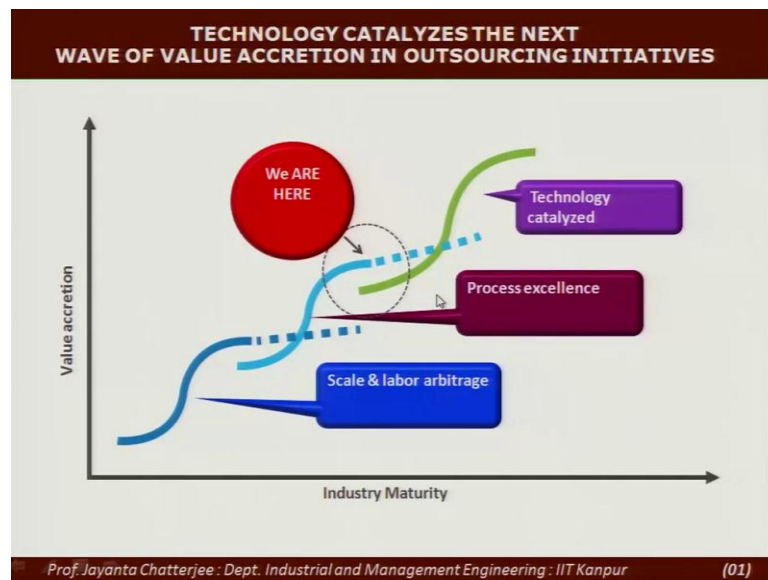 TECHNOLOGY CATALYZES THE NEXT
WAVE OF VALUE ACCRETION IN OUTSOURCING INITIATIVES
We ARE
HERE
Technology
catalyzed
Process excellence
Scale & labor arbitrage
Value accretion
Industry Maturity
Prof. Jayanta Chatterjee : Dept. Industrial and Management Engineering : IIT Kanpur (01)